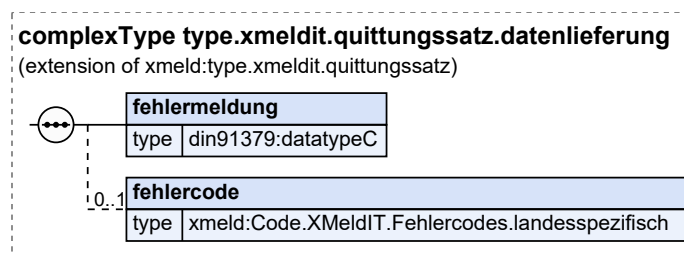 complexType type.xmeldit.quittungssatz.datenlieferung
(extension of xmeld:type.xmeldit.quittungssatz)
fehlermeldung
type din91379:datatypeC
0..1
fehlercode
type xmeld:Code.XMeldIT.Fehlercodes.landesspezifisch